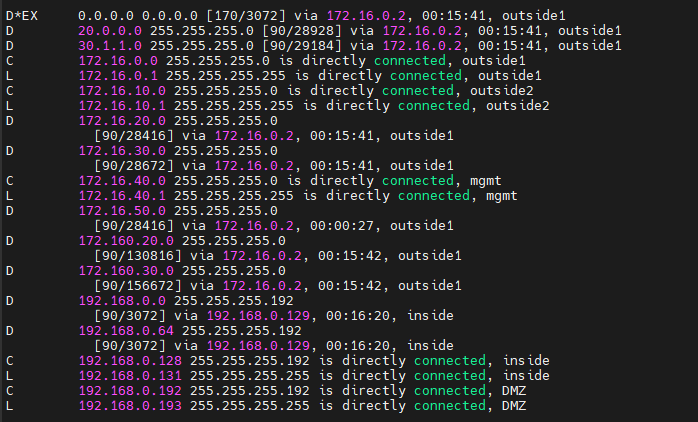 D*EX 0.0.0.0 0.0.0.0 [170/3072] via 172.16.0.2, 00:15:41, outside1
D 20.0.0.0 255.255.255.0 [90/28928] via 172.16.0.2, 00:15:41, outside1
D 30.1.1.0 255.255.255.0 [90/29184] via 172.16.0.2, 00:15:41, outside1
C 172.16.0.0 255.255.255.0 is directly connected, outside1
L 172.16.0.1 255.255.255.255 is directly connected, outside1
C 172.16.10.0 255.255.255.0 is directly connected, outside2
L 172.16.10.1 255.255.255.255 is directly connected, outside2
D 172.16.20.0 255.255.255.0
[90/28416] via 172.16.0.2, 00:15:41, outside1
D 172.16.30.0 255.255.255.0
[90/28672] via 172.16.0.2, 00:15:41, outside1
C 172.16.40.0 255.255.255.0 is directly connected, mgmt
L 172.16.40.1 255.255.255.255 is directly connected, mgmt
D 172.16.50.0 255.255.255.0
[90/28416] via 172.16.0.2, 00:00:27, outside1
D 172.160.20.0 255.255.255.0
[90/130816] via 172.16.0.2, 00:15:42, outside1
D 172.160.30.0 255.255.255.0
[90/156672] via 172.16.0.2, 00:15:42, outside1
D 192.168.0.0 255.255.255.192
[90/3072] via 192.168.0.129, 00:16:20, inside
D 192.168.0.64 255.255.255.192
[90/3072] via 192.168.0.129, 00:16:20, inside
C 192.168.0.128 255.255.255.192 is directly connected, inside
L 192.168.0.131 255.255.255.255 is directly connected, inside
C 192.168.0.192 255.255.255.192 is directly connected, DMZ
L 192.168.0.193 255.255.255.255 is directly connected, DMZ